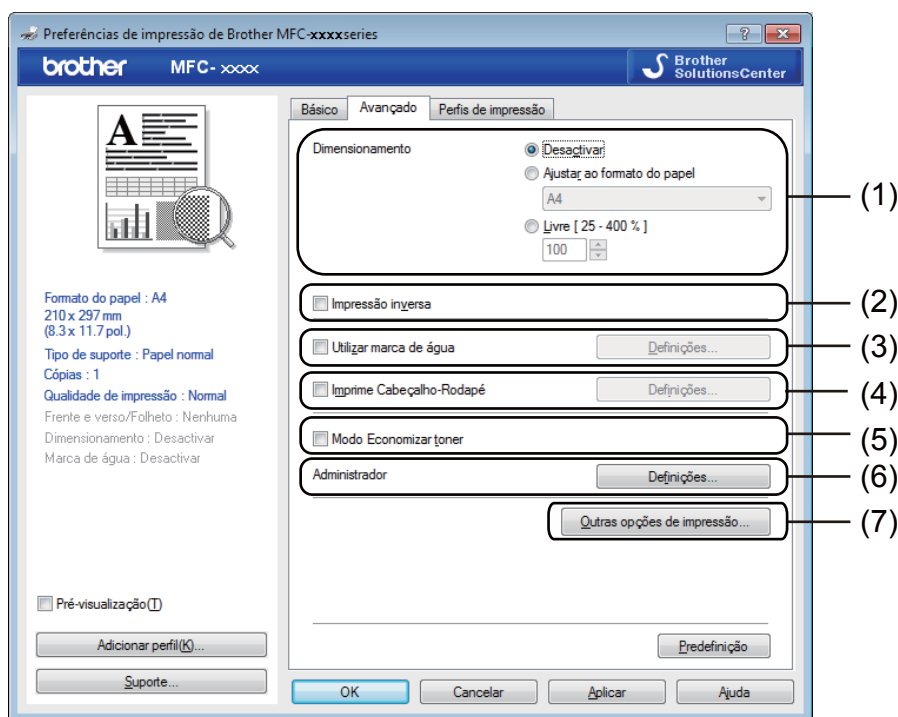 Preferências de impressão de Brother MFC-xxxxseries
brother MFC- xxxx
Brother
SolutionsCenter
Básico Avançado Perfis de impressão
Dimensionamento
Desactivar
Ajustar ao formato do papel
A4
Livre [ 25 - 400 % ]
100
(1)
Impressão inversa
(2)
Utilizar marca de água Definições...
(3)
Imprime Cabeçalho-Rodapé Definições...
(4)
Modo Economizar toner
(5)
Administrador Definições...
(6)
Outras opções de impressão...
(7)
A
Formato do papel : A4
210 x 297 mm
(8.3 x 11.7 pol.)
Tipo de suporte : Papel normal
Cópias : 1
Qualidade de impressão : Normal
Frente e verso/Folheto : Nenhuma
Dimensionamento : Desactivar
Marca de água : Desactivar
Pré-visualização(T)
Adicionar perfil(K)...
Suporte...
Predefinição
OK Cancelar Aplicar Ajuda